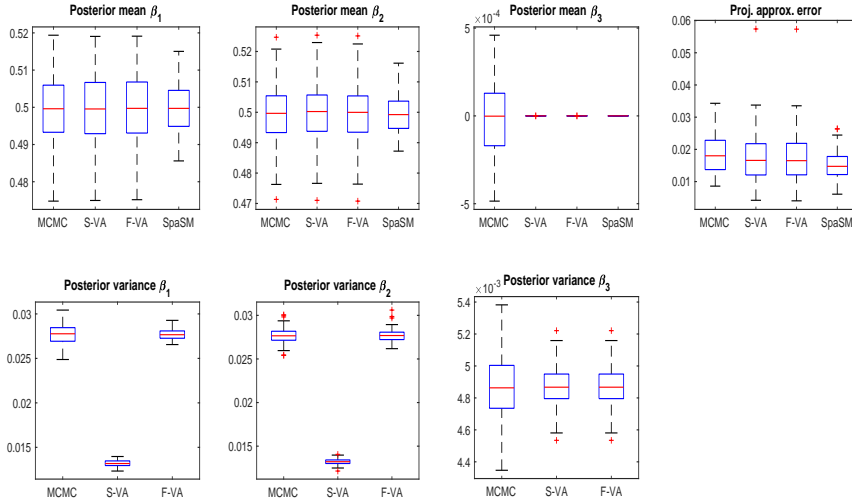 Posterior mean β1
0.52
0.51
0.5
0.49
0.48
MCMC S-VA F-VA SpaSM
Posterior mean β2
0.52
0.51
0.5
0.49
0.48
0.47
MCMC S-VA F-VA SpaSM
Posterior mean β3
×10-4
5
0
-5
MCMC S-VA F-VA SpaSM
Proj. approx. error
0.06
0.05
0.04
0.03
0.02
0.01
MCMC S-VA F-VA SpaSM
Posterior variance β1
0.03
0.025
0.02
0.015
MCMC S-VA F-VA
Posterior variance β2
0.03
0.025
0.02
0.015
MCMC S-VA F-VA
Posterior variance β3
×10-3
5.4
5.2
5
4.8
4.6
4.4
MCMC S-VA F-VA